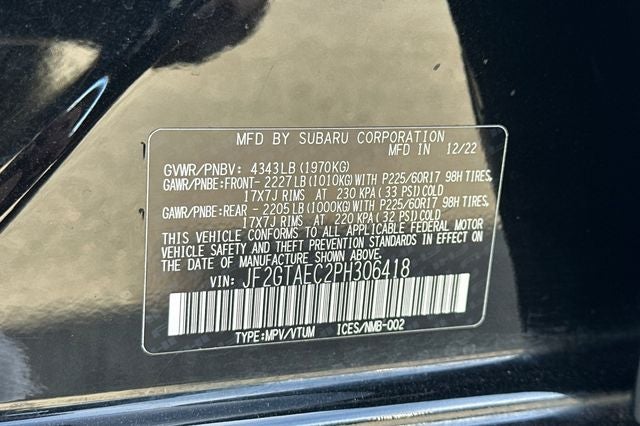 MFD BY SUBARU CORPORATION
MFD IN 12/22
GVWR/PNBV: 4343LB (1970KG)
GAWR/PNBE:FRONT-2227LB(1010KG)WITH P225/60R17 98H TIRES,
17X7J RIMS AT 230 KPA (33 PSI)COLD
GAWR/PNBE:REAR - 2205LB(1000KG)WITH P225/60R17 98H TIRES,
17X7J RIMS AT 220 KPA(32 PSI)COLD
THIS VEHICLE CONFORMS TO ALL APPLICABLE FEDERAL MOTOR
VEHICLE SAFETY AND THEFT PREVENTION STANDARDS IN EFFECT ON
THE DATE OF MANUFACTURE SHOWN ABOVE.
VIN: JF2GTAEC2PH306418
TYPE:MPV/VTUM ICES/NMB-002